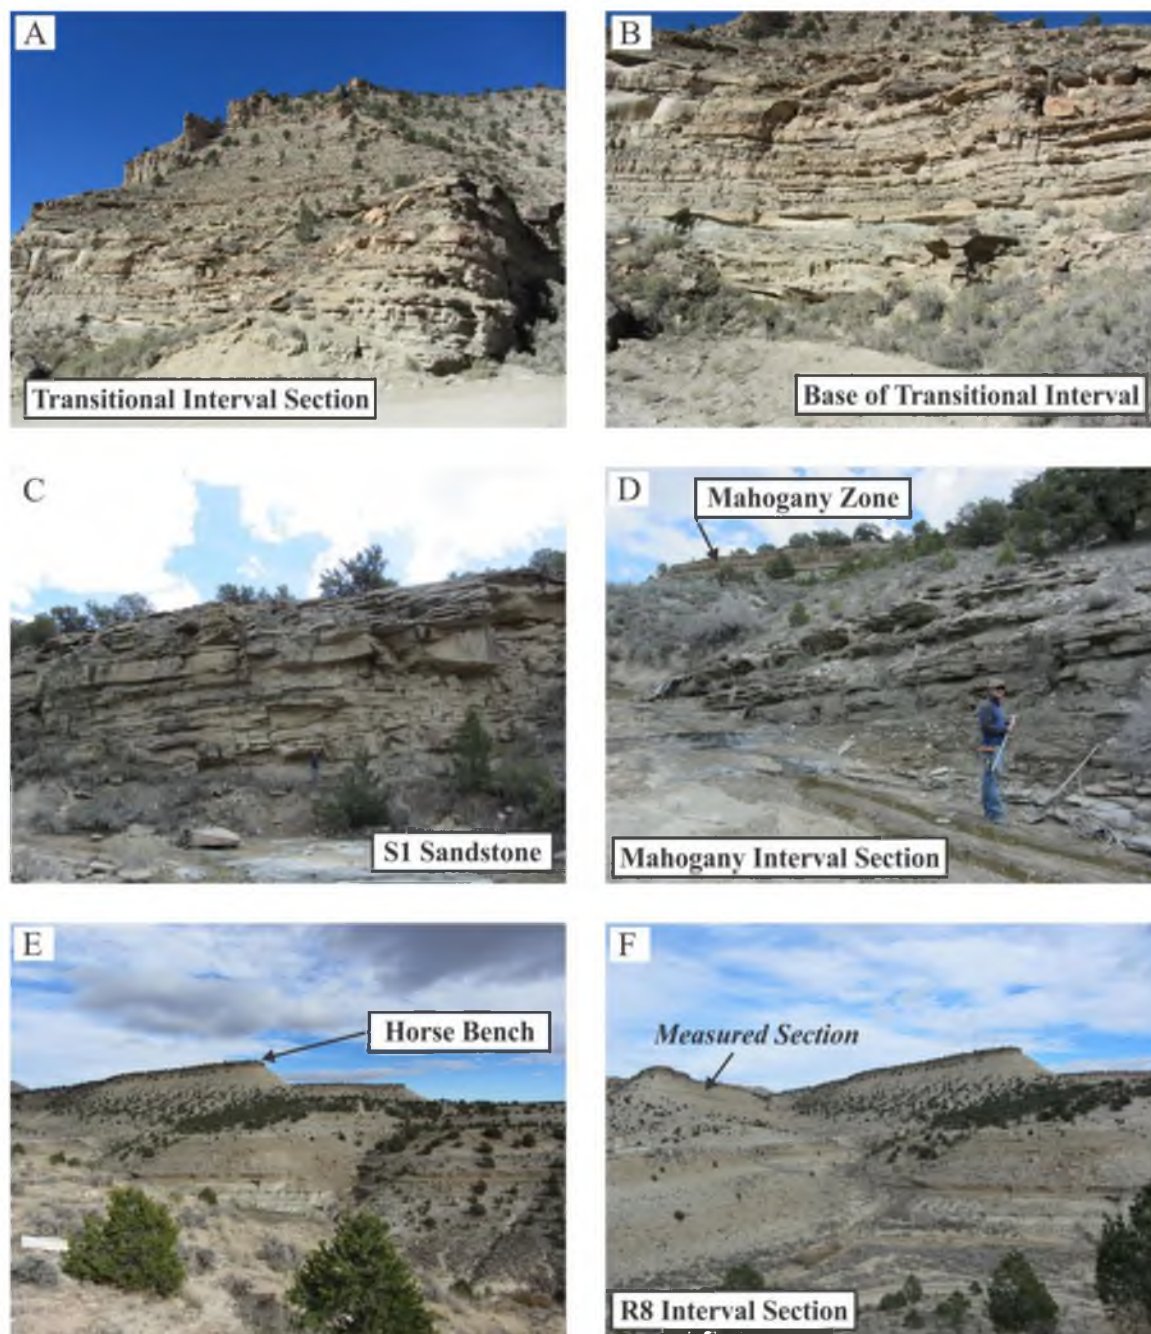 A
Transitional Interval Section
B
Base of Transitional Interval
C
S1 Sandstone
D
Mahogany Zone
Mahogany Interval Section
E
Horse Bench
F
Measured Section
R8 Interval Section